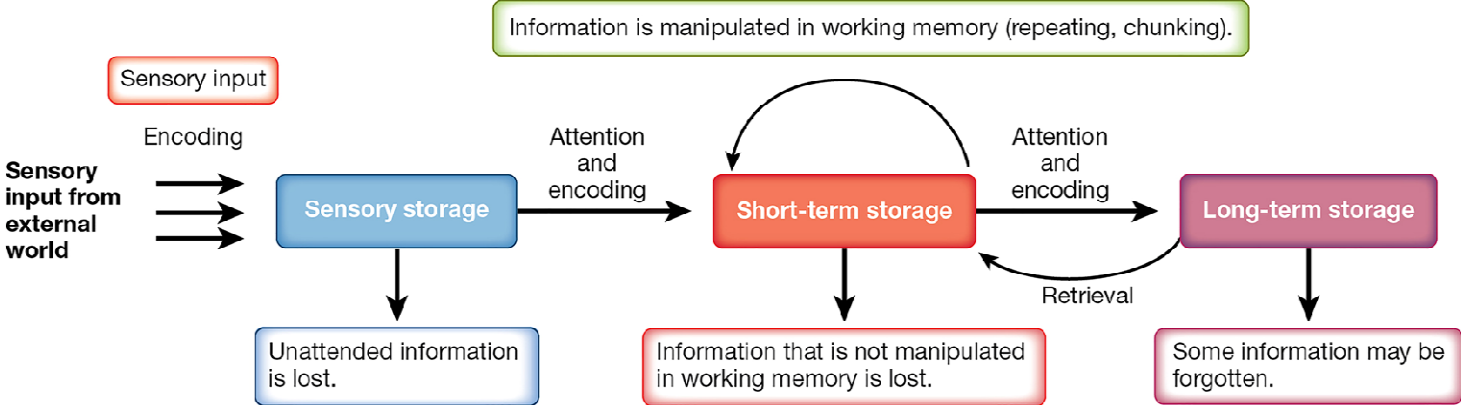 Information is manipulated in working memory (repeating, chunking).
Sensory input
Encoding
Sensory
input from
external
world
Sensory storage
Attention
and
encoding
Short-term storage
Attention
and
encoding
Long-term storage
Retrieval
Unattended information
is lost.
Information that is not manipulated
in working memory is lost.
Some information may be
forgotten.